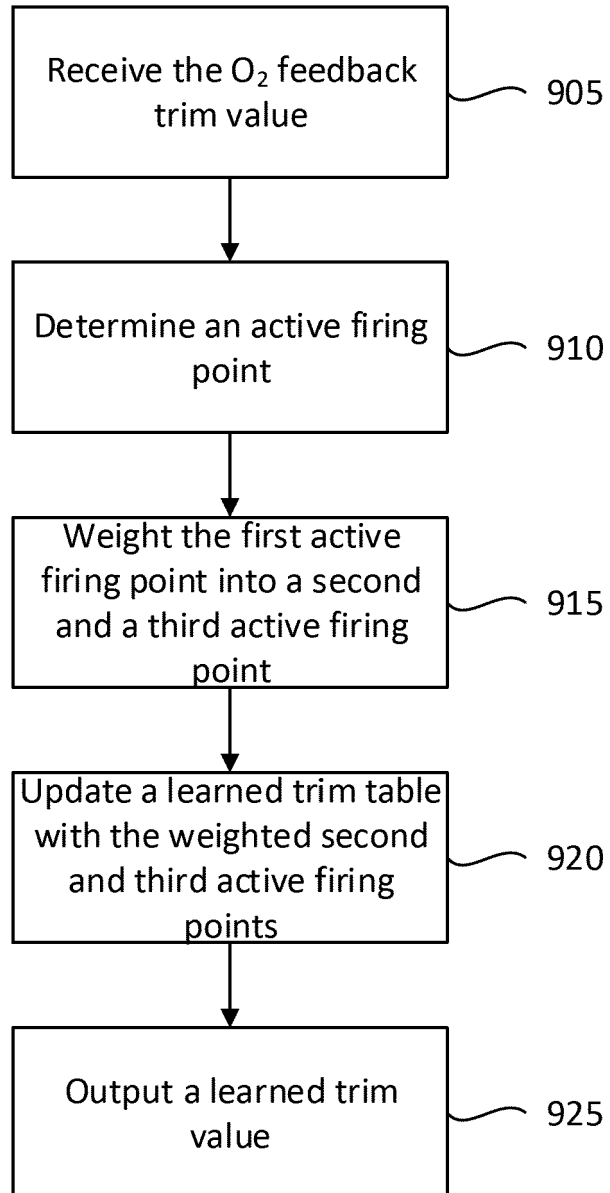 Receive the O₂ feedback
trim value
905
Determine an active firing
point
910
Weight the first active
firing point into a second
and a third active firing
point
915
Update a learned trim table
with the weighted second
and third active firing
points
920
Output a learned trim
value
925